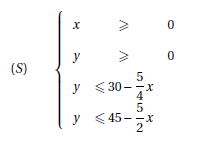 x ⩾ 0
y ⩾ 0
(S)
y ⩽ 30 − 5/4 x
y ⩽ 45 − 5/2 x